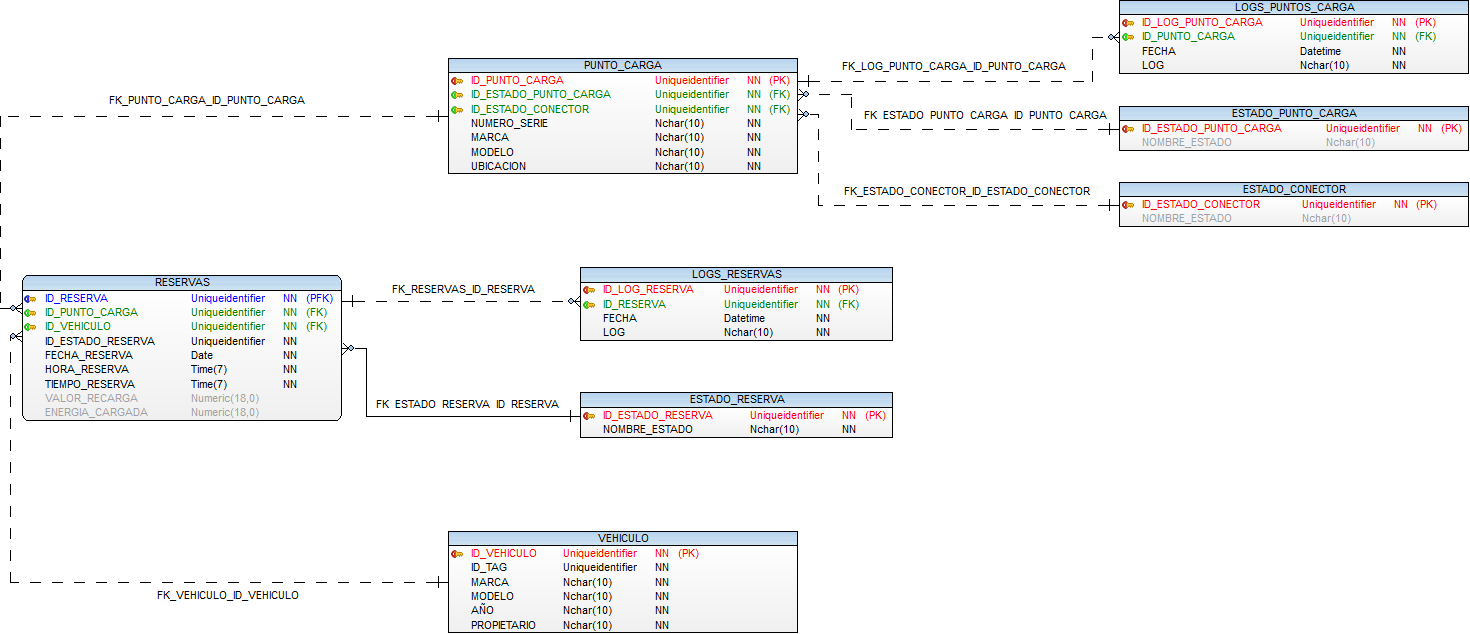 LOGS_PUNTOS_CARGA
ID_LOG_PUNTO_CARGA Uniqueidentifier NN (PK)
ID_PUNTO_CARGA Uniqueidentifier NN (FK)
FECHA Datetime NN
LOG Nchar(10) NN
FK_LOG_PUNTO_CARGA_ID_PUNTO_CARGA
PUNTO_CARGA
ID_PUNTO_CARGA Uniqueidentifier NN (PK)
ID_ESTADO_PUNTO_CARGA Uniqueidentifier NN (FK)
ID_ESTADO_CONECTOR Uniqueidentifier NN (FK)
NUMERO_SERIE Nchar(10) NN
MARCA Nchar(10) NN
MODELO Nchar(10) NN
UBICACION Nchar(10) NN
FK_PUNTO_CARGA_ID_PUNTO_CARGA
FK_ESTADO_PUNTO_CARGA_ID_PUNTO_CARGA
ESTADO_PUNTO_CARGA
ID_ESTADO_PUNTO_CARGA Uniqueidentifier NN (PK)
NOMBRE_ESTADO Nchar(10)
FK_ESTADO_CONECTOR_ID_ESTADO_CONECTOR
ESTADO_CONECTOR
ID_ESTADO_CONECTOR Uniqueidentifier NN (PK)
NOMBRE_ESTADO Nchar(10)
RESERVAS
ID_RESERVA Uniqueidentifier NN (PFK)
ID_PUNTO_CARGA Uniqueidentifier NN (FK)
ID_VEHICULO Uniqueidentifier NN (FK)
ID_ESTADO_RESERVA Uniqueidentifier NN
FECHA_RESERVA Date NN
HORA_RESERVA Time(7) NN
TIEMPO_RESERVA Time(7) NN
VALOR_RECARGA Numeric(18,0)
ENERGIA_CARGADA Numeric(18,0)
FK_RESERVAS_ID_RESERVA
LOGS_RESERVAS
ID_LOG_RESERVA Uniqueidentifier NN (PK)
ID_RESERVA Uniqueidentifier NN (FK)
FECHA Datetime NN
LOG Nchar(10) NN
FK_ESTADO_RESERVA_ID_RESERVA
ESTADO_RESERVA
ID_ESTADO_RESERVA Uniqueidentifier NN (PK)
NOMBRE_ESTADO Nchar(10) NN
FK_VEHICULO_ID_VEHICULO
VEHICULO
ID_VEHICULO Uniqueidentifier NN (PK)
ID_TAG Uniqueidentifier NN
MARCA Nchar(10) NN
MODELO Nchar(10) NN
AÑO Nchar(10) NN
PROPIETARIO Nchar(10) NN